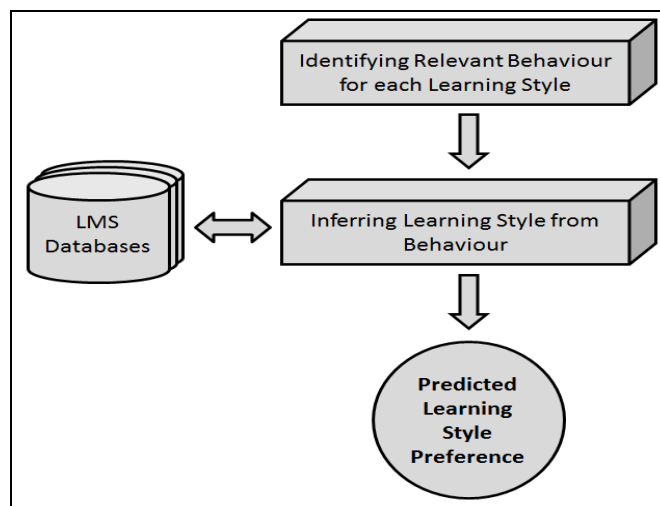 Identifying Relevant Behaviour
for each Learning Style
LMS
Databases
Inferring Learning Style from
Behaviour
Predicted
Learning
Style
Preference